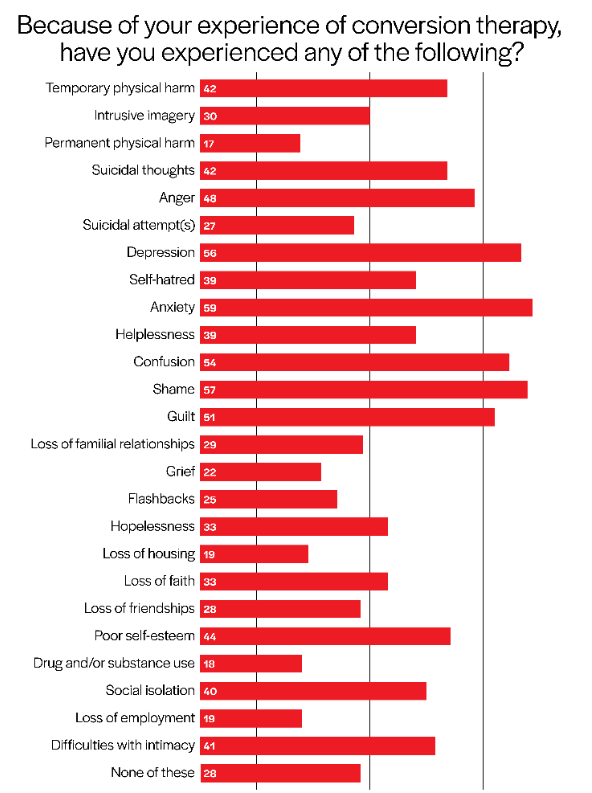 Because of your experience of conversion therapy,
have you experienced any of the following?
Temporary physical harm 42
Intrusive imagery 30
Permanent physical harm 17
Suicidal thoughts 42
Anger 48
Suicidal attempt(s) 27
Depression 56
Self-hatred 39
Anxiety 59
Helplessness 39
Confusion 54
Shame 57
Guilt 51
Loss of familial relationships 29
Grief 22
Flashbacks 25
Hopelessness 33
Loss of housing 19
Loss of faith 33
Loss of friendships 28
Poor self-esteem 44
Drug and/or substance use 18
Social isolation 40
Loss of employment 19
Difficulties with intimacy 41
None of these 28